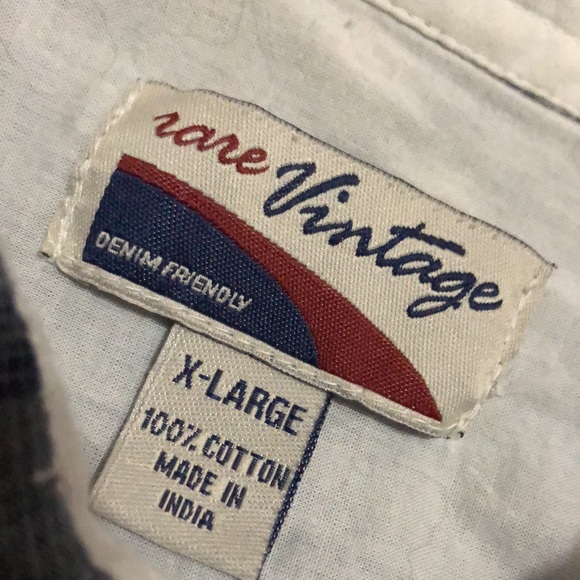 rare Vintage
DENIM FRIENDLY
X-LARGE
100% COTTON
MADE IN
INDIA